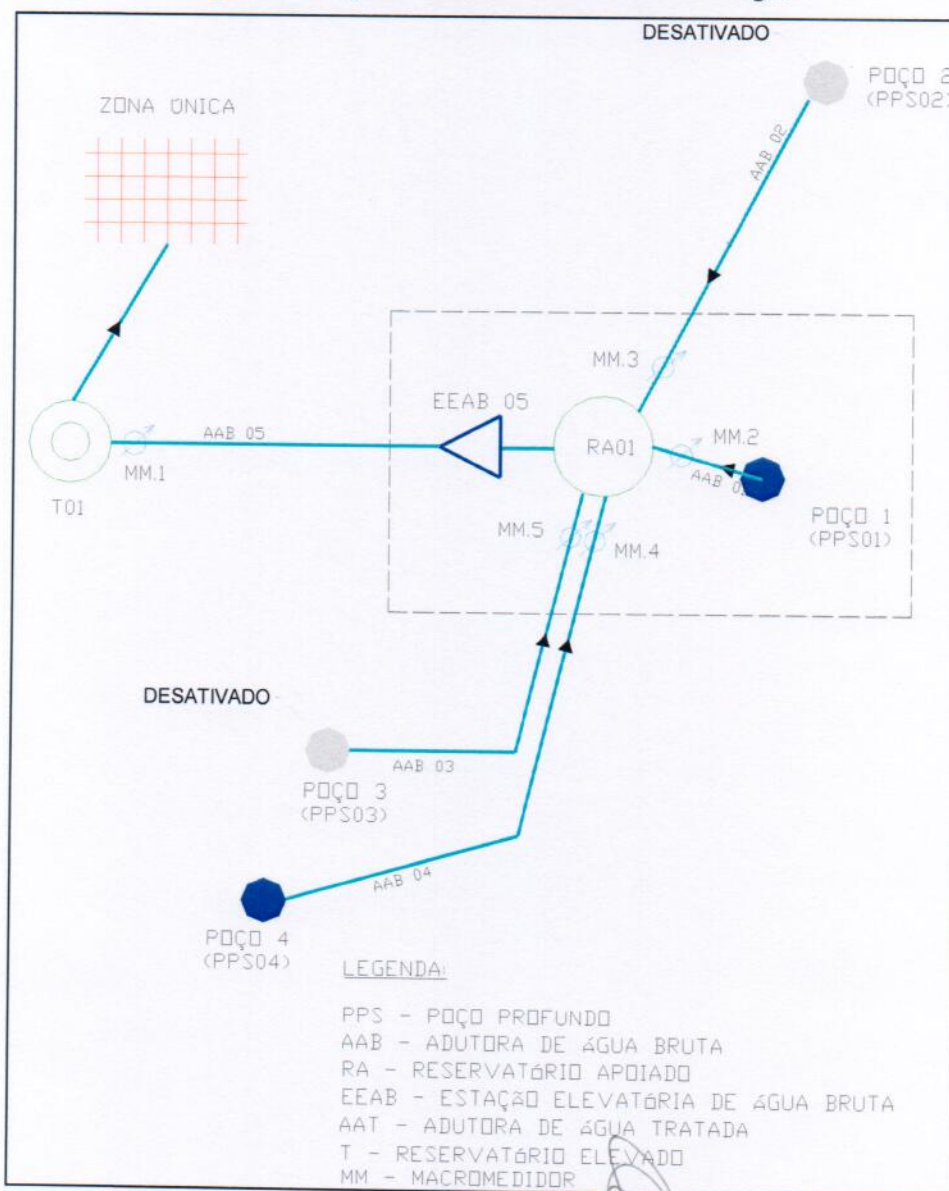 DESATIVADO
POÇO 2
(PPS02)
ZONA ÚNICA
AAB 02
MM.3
EEAB 05
MM.2
RA01
AAB 05
MM.1
T01
AAB
POÇO 1
(PPS01)
MM.5
MM.4
DESATIVADO
AAB 03
POÇO 3
(PPS03)
AAB 04
POÇO 4
(PPS04)
LEGENDA:
PPS - POÇO PROFUNDO
AAB - ADUTORA DE áGUA BRUTA
RA - RESERVATóRIO APOIADO
EEAB - ESTAÇãO ELEVATóRIA DE áGUA BRUTA
AAT - ADUTORA DE áGUA TRATADA
T - RESERVATóRIO ELEVADO
MM - MACROMEDIDOR